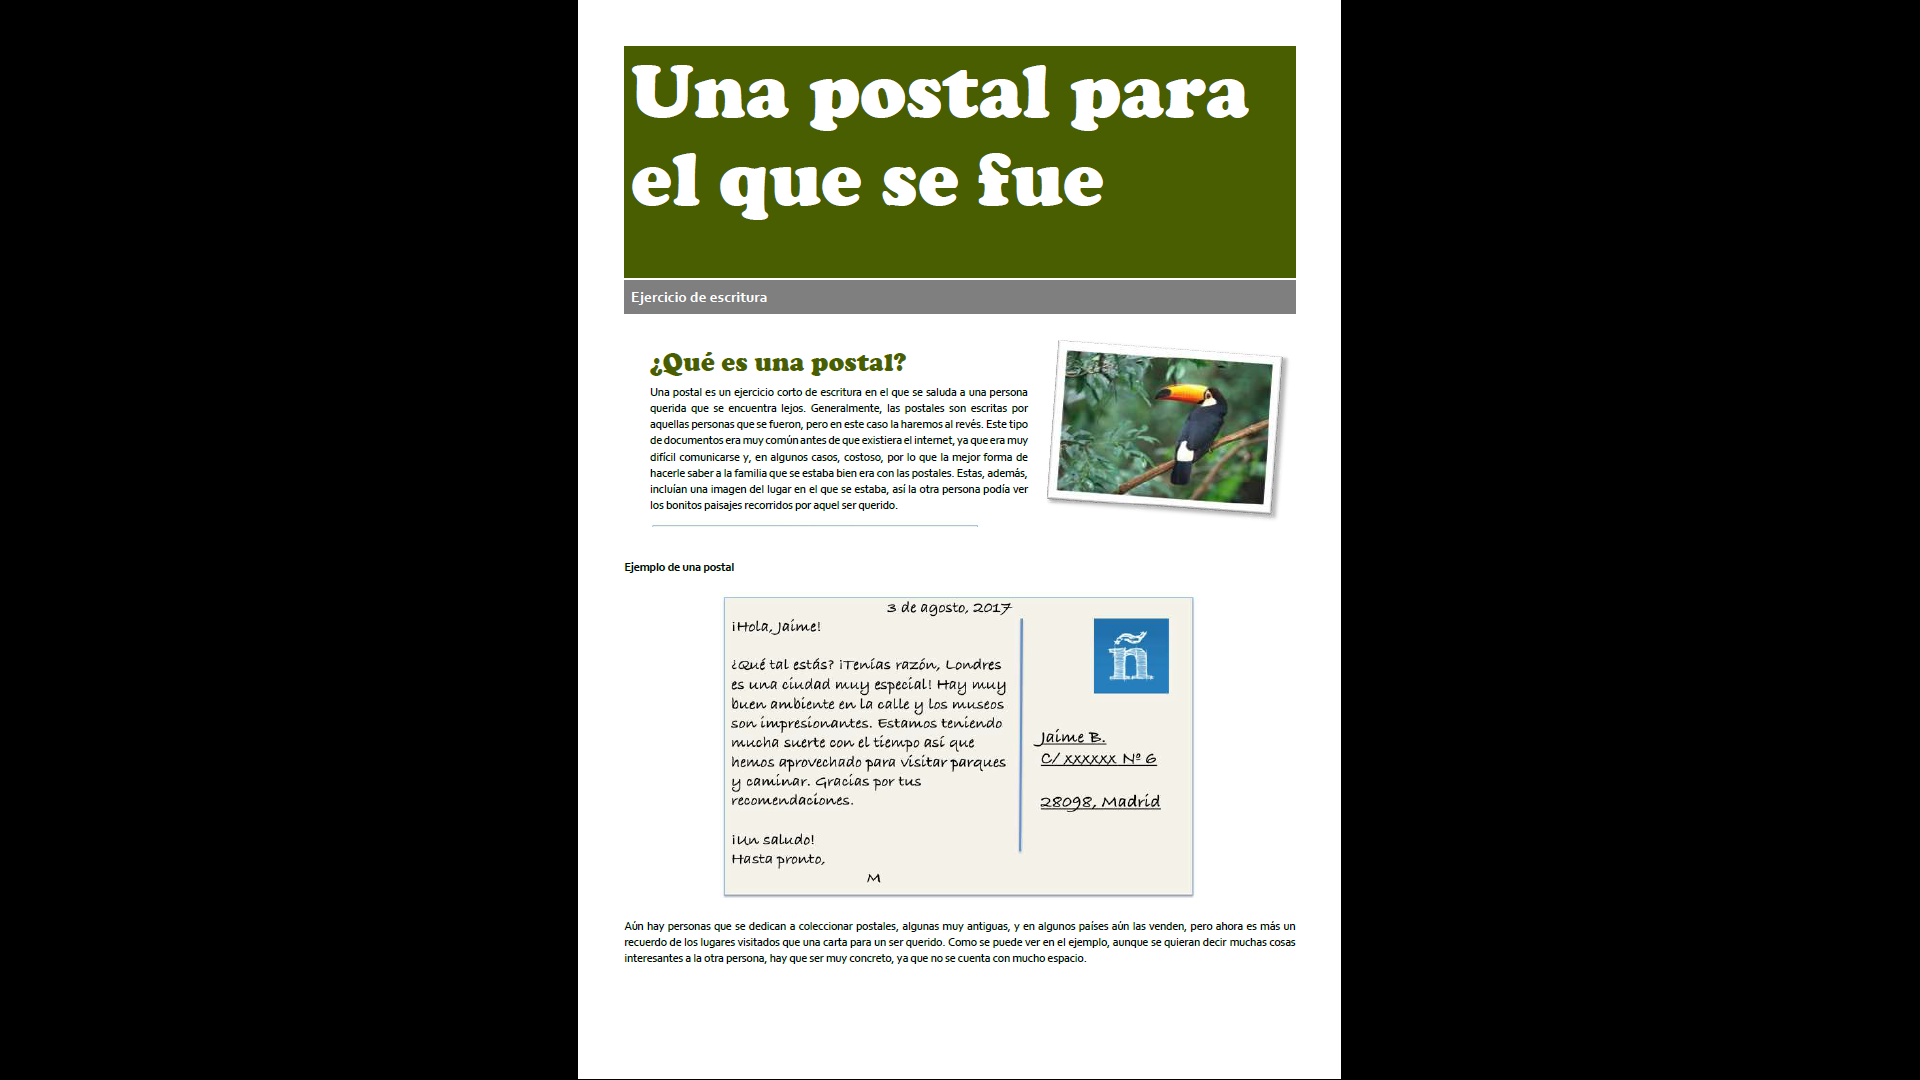 Una postal para
el que se fue
Ejercicio de escritura
¿Qué es una postal?
Una postal es un ejercicio corto de escritura en el que se saluda a una persona
querida que se encuentra lejos. Generalmente, las postales son escritas por
aquellas personas que se fueron, pero en este caso la haremos al revés. Este tipo
de documentos era muy común antes de que existiera el internet, ya que era muy
difícil comunicarse y, en algunos casos, costoso, por lo que la mejor forma de
hacerle saber a la familia que se estaba bien era con las postales. Estas, además,
incluían una imagen del lugar en el que se estaba, así la otra persona podía ver
los bonitos paisajes recorridos por aquel ser querido.
Ejemplo de una postal
3 de agosto, 2017
¡Hola, Jaime!
¿Qué tal estás? ¡Tenías razón, Londres
es una ciudad muy especial! Hay muy
buen ambiente en la calle y los museos
son impresionantes. Estamos teniendo
mucha suerte con el tiempo así que
hemos aprovechado para visitar parques
y caminar. Gracias por tus
recomendaciones.
¡Un saludo!
Hasta pronto,
M
ñ
Jaime B.
C/ xxxxxx Nº 6
28098, Madrid
Aún hay personas que se dedican a coleccionar postales, algunas muy antiguas, y en algunos países aún las venden, pero ahora es más un
recuerdo de los lugares visitados que una carta para un ser querido. Como se puede ver en el ejemplo, aunque se quieran decir muchas cosas
interesantes a la otra persona, hay que ser muy concreto, ya que no se cuenta con mucho espacio.